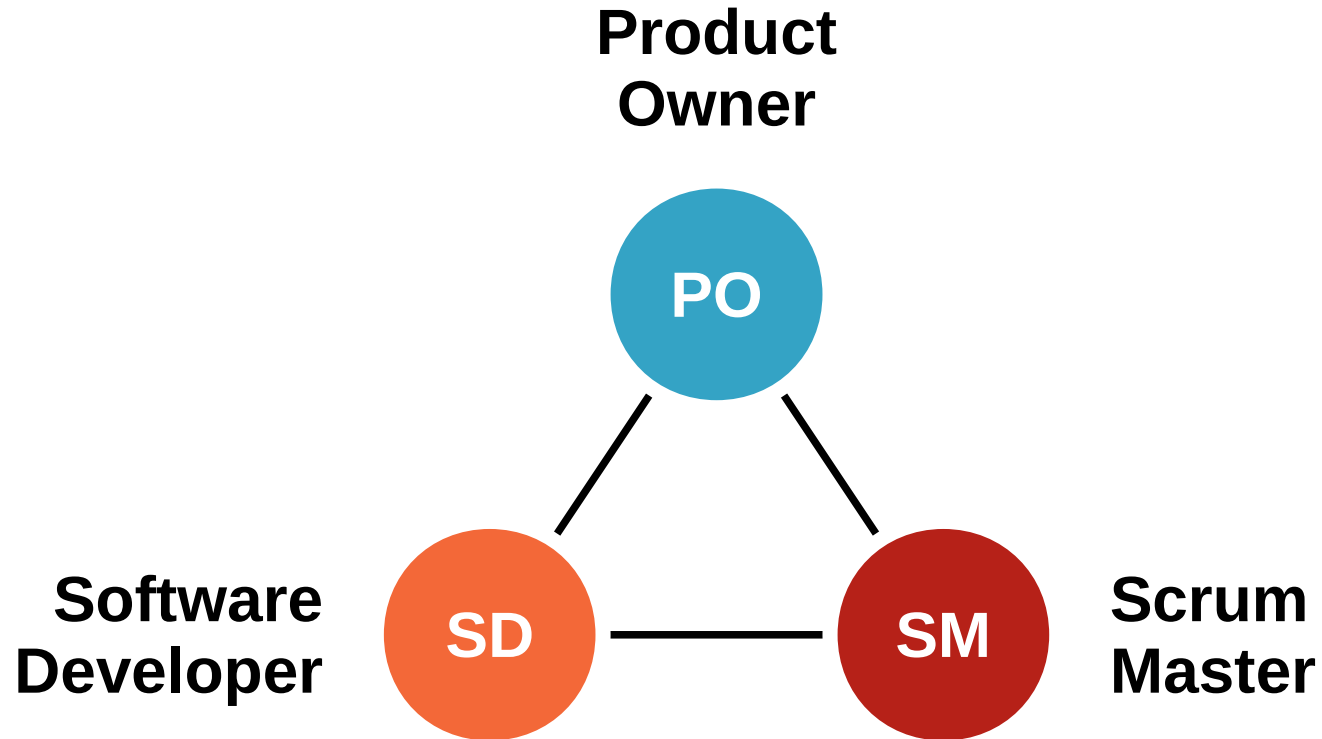 Product
Owner
PO
Software
Developer
SD
SM
Scrum
Master